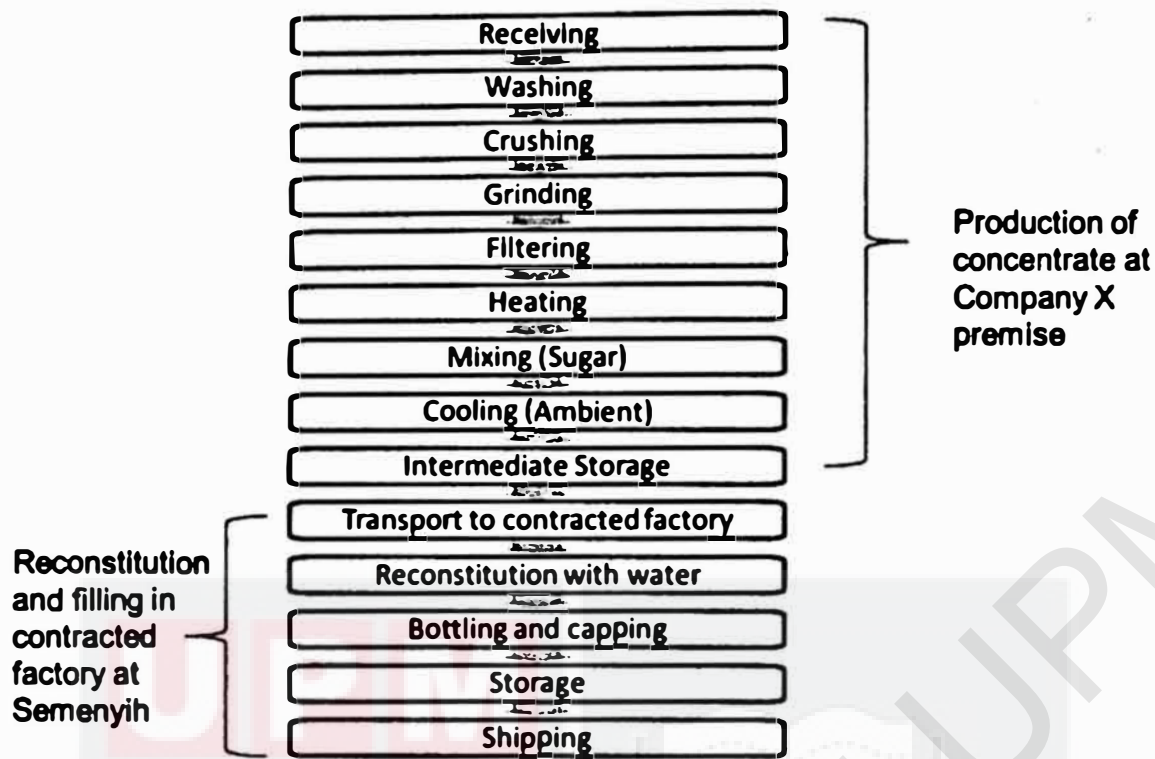 Receiving
Washing
Crushing
Grinding
Filtering
Heating
Mixing (Sugar)
Cooling (Ambient)
Intermediate Storage
Transport to contracted factory
Reconstitution with water
Bottling and capping
Storage
Shipping
Production of
concentrate at
Company X
premise
Reconstitution
and filling in
contracted
factory at
Semenyih
UPM
UPM